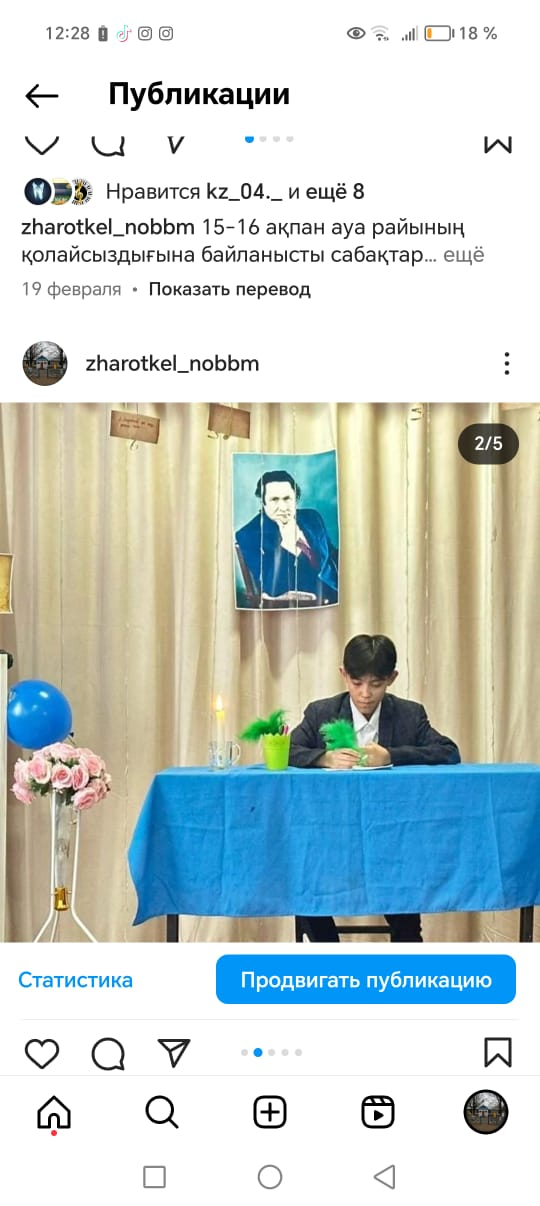 12:28
18 %
Публикации
Нравится kz_04._ и ещё 8
zharotkel_nobbm 15-16 ақпан ауа райының
қолайсыздығына байланысты сабақтар... ещё
19 февраля • Показать перевод
zharotkel_nobbm
2/5
Статистика
Продвигать публикацию